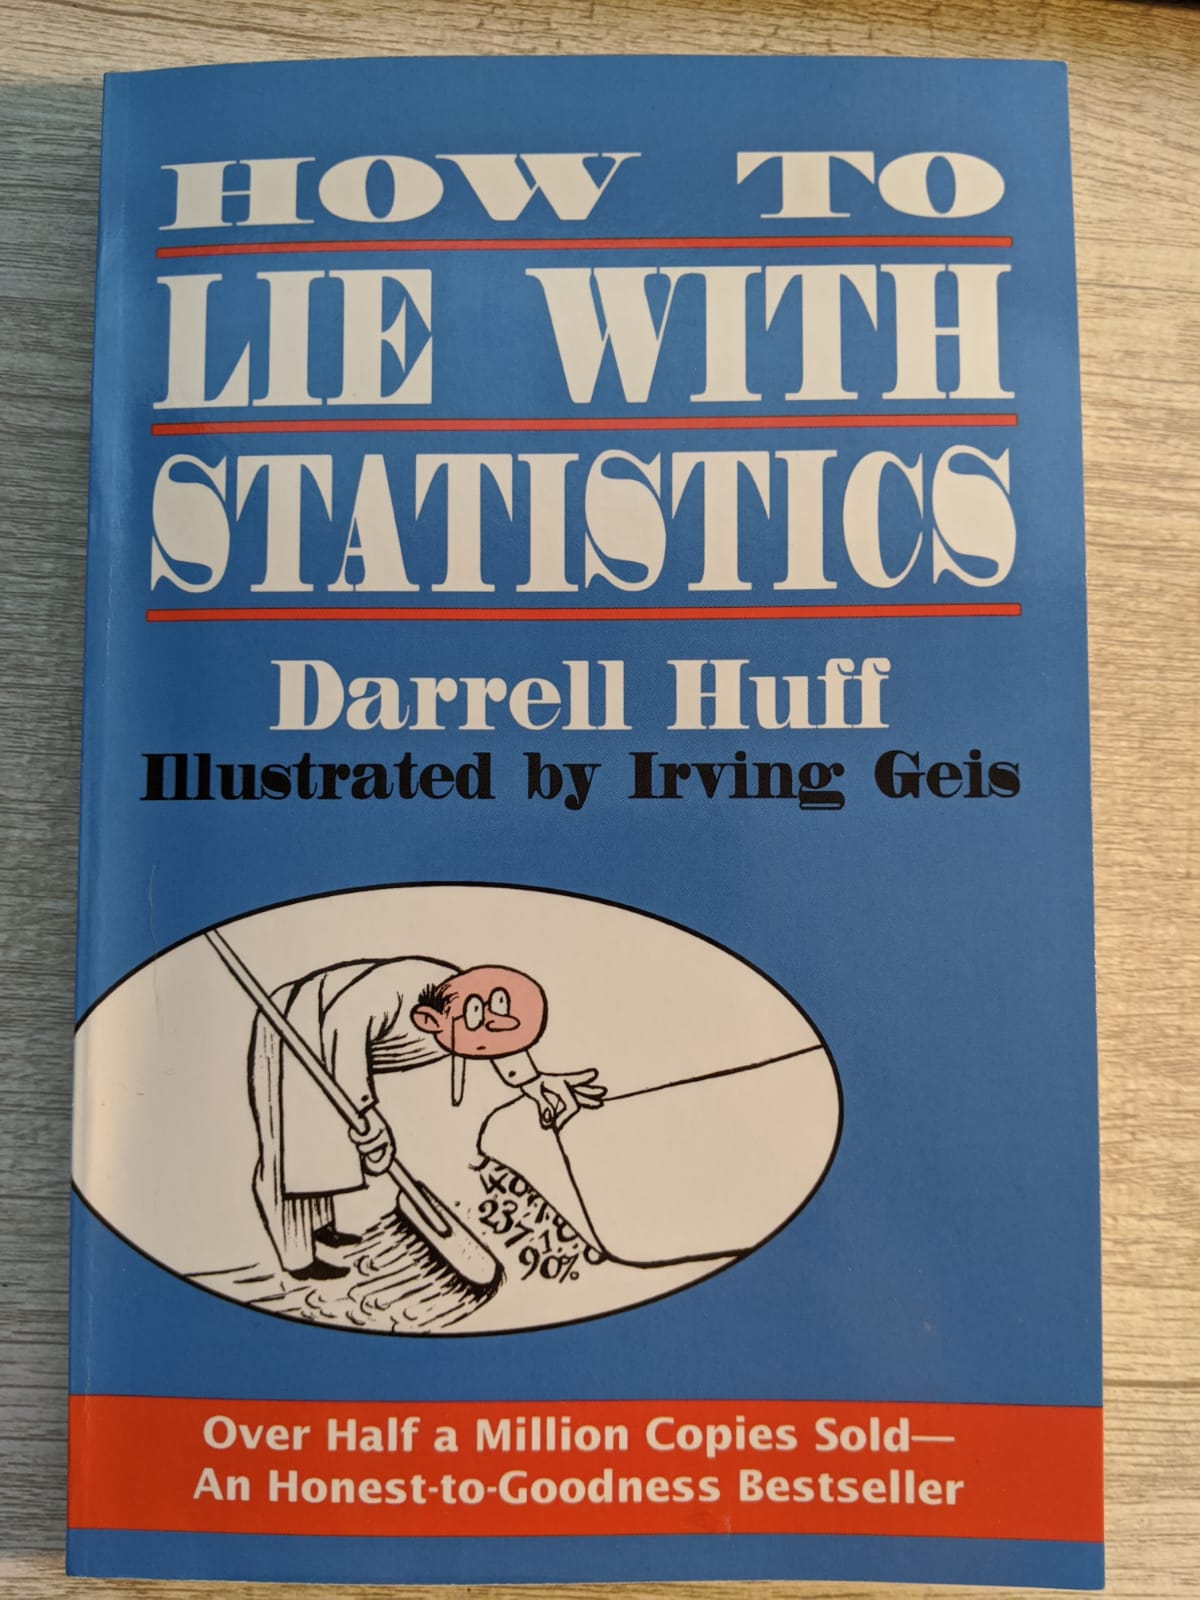 HOW TO
LIE WITH
STATISTICS
Darrell Huff
Illustrated by Irving Geis
237
90%
Over Half a Million Copies Sold—
An Honest-to-Goodness Bestseller